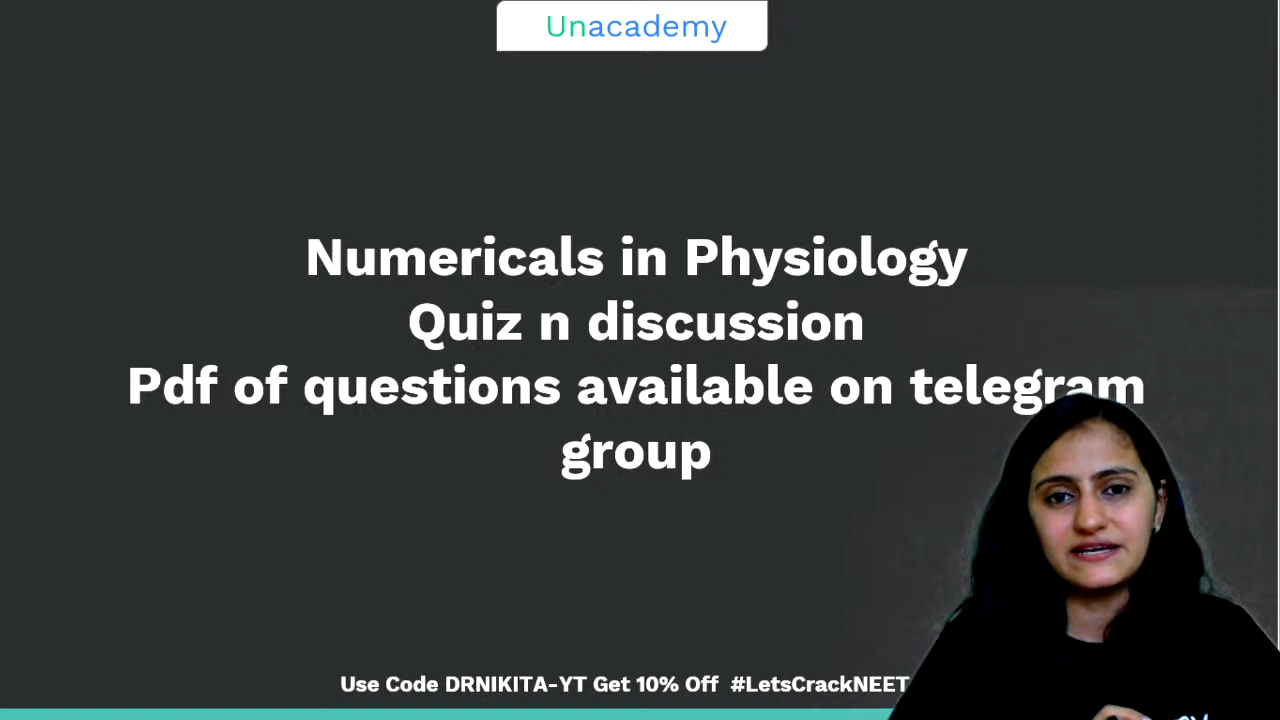 Unacademy
Numericals in Physiology
Quiz n discussion
Pdf of questions available on telegram
group
Use Code DRNIKITA-YT Get 10% Off #LetsCrackNEET